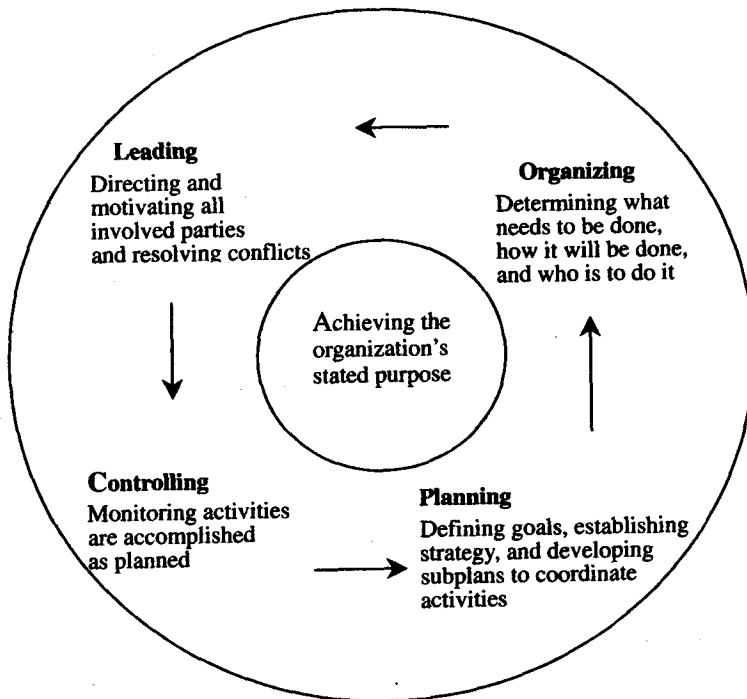 Leading
Directing and
motivating all
involved parties
and resolving conflicts
Organizing
Determining what
needs to be done,
how it will be done,
and who is to do it
Achieving the
organization's
stated purpose
Controlling
Monitoring activities
are accomplished
as planned
Planning
Defining goals, establishing
strategy, and developing
subplans to coordinate
activities